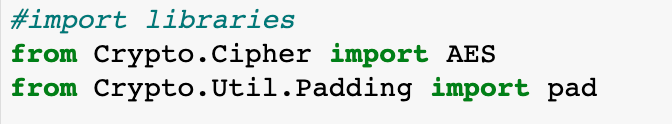 #import libraries
from Crypto.Cipher import AES
from Crypto.Util.Padding import pad